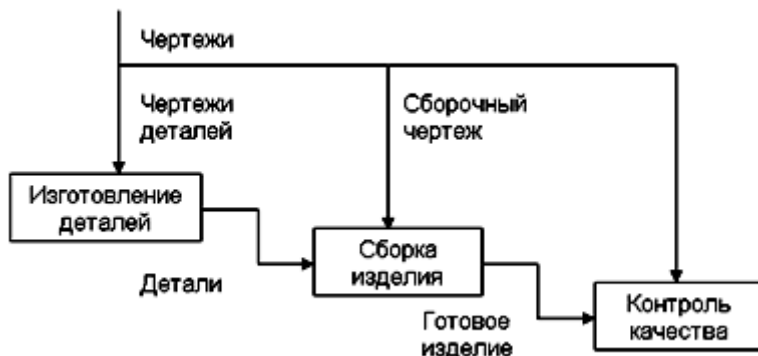 Чертежи
Чертежи
деталей
Сборочный
чертеж
Изготовление
деталей
Сборка
изделия
Детали
Контроль
качества
Готовое
изделие